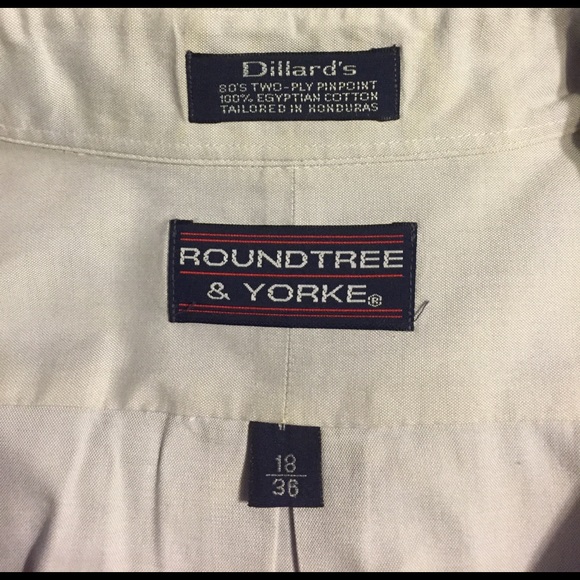 Dillard's
80'S TWO-PLY PINPOINT
100% EGYPTIAN COTTON
TAILORED IN HONDURAS
ROUNDTREE
& YORKE®
18
36